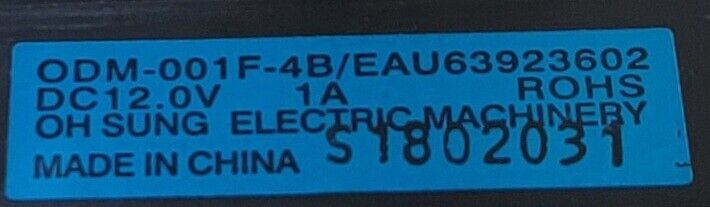 ODM-001F-4B/EAU63923602
DC12.0V 1A ROHS
OH SUNG ELECTRIC MACHINERY
MADE IN CHINA S1802031